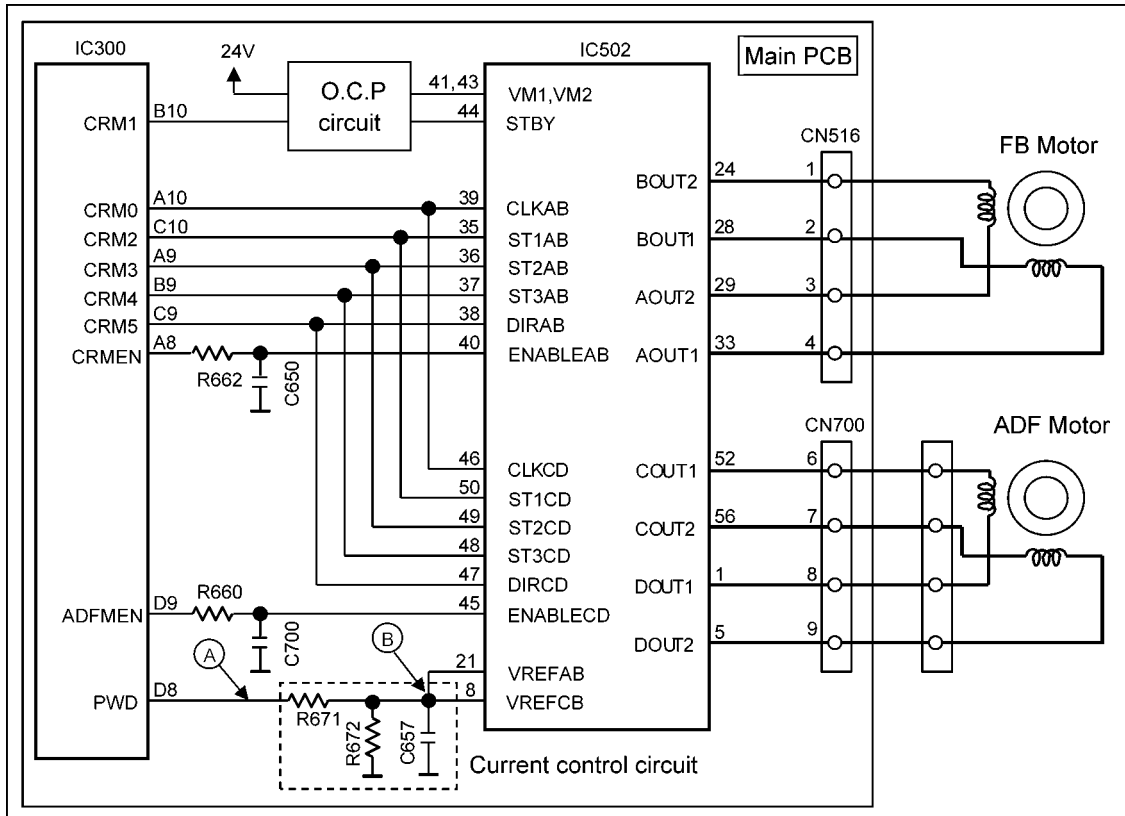 IC300
24V
O.C.P
circuit
IC502
Main PCB
41, 43
VM1,VM2
CRM1
B10
44
STBY
CN516
FB Motor
CRM0
A10
39
CLKAB
BOUT2
24
1
CRM2
C10
35
ST1AB
BOUT1
28
2
CRM3
A9
36
ST2AB
CRM4
B9
37
ST3AB
AOUT2
29
3
CRM5
C9
38
DIRAB
CRMEN
A8
40
ENABLEAB
AOUT1
33
4
R662
C650
CN700
ADF Motor
46
CLKCD
COUT1
52
6
50
ST1CD
49
ST2CD
COUT2
56
7
48
ST3CD
47
DIRCD
DOUT1
1
8
ADFMEN
D9
R660
45
ENABLECD
DOUT2
5
9
C700
A
B
21
VREFAB
PWD
D8
8
VREFCB
R671
R672
C657
Current control circuit